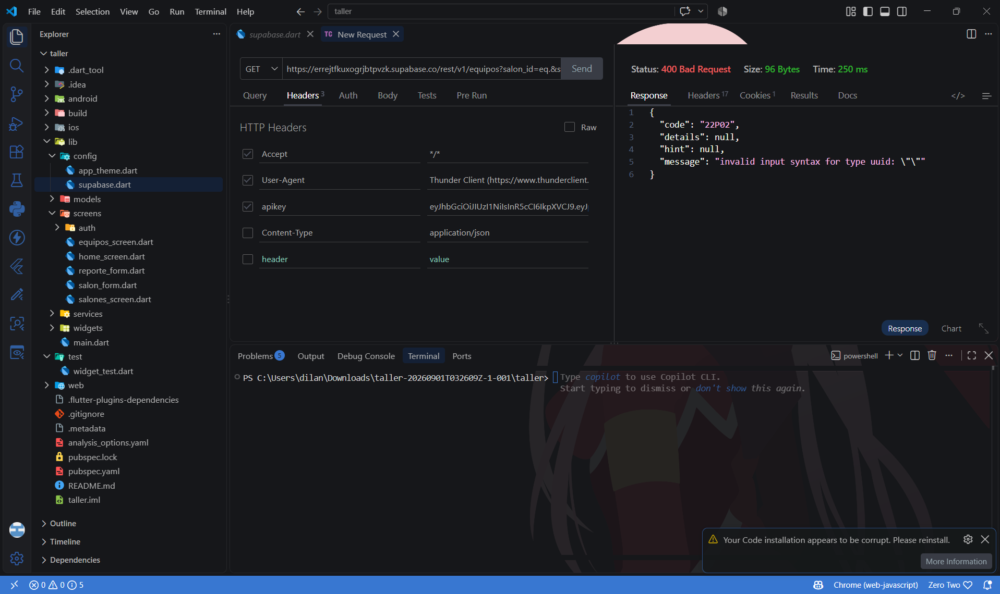 File Edit Selection View Go Run Terminal Help
taller
Explorer
taller
.dart_tool
.idea
android
build
ios
lib
config
app_theme.dart
supabase.dart
models
screens
auth
equipos_screen.dart
home_screen.dart
reporte_form.dart
salon_form.dart
salones_screen.dart
services
widgets
main.dart
test
widget_test.dart
web
.flutter-plugins-dependencies
.gitignore
.metadata
analysis_options.yaml
pubspec.lock
pubspec.yaml
README.md
taller.iml
Outline
Timeline
Dependencies
supabase.dart
TC New Request
GET https://errejtfkuxogrjbtpvzk.supabase.co/rest/v1/equipos?salon_id=eq.&s Send
Query Headers 3 Auth Body Tests Pre Run
HTTP Headers Raw
Accept */*
User-Agent Thunder Client (https://www.thunderclient.
apikey eyJhbGciOiJIUzI1NiIsInR5cCI6IkpXVCJ9.eyJ
Content-Type application/json
header value
Status: 400 Bad Request Size: 96 Bytes Time: 250 ms
Response Headers 17 Cookies 1 Results Docs </>
1 {
2 "code": "22P02",
3 "details": null,
4 "hint": null,
5 "message": "invalid input syntax for type uuid: \"\""
6 }
Response Chart
Problems 5 Output Debug Console Terminal Ports
powershell
PS C:\Users\dilan\Downloads\taller-20260901T032609Z-1-001\taller> Type copilot to use Copilot CLI.
Start typing to dismiss or don't show this again.
Your Code installation appears to be corrupt. Please reinstall.
More Information
0 0 5
Chrome (web-javascript) Zero Two